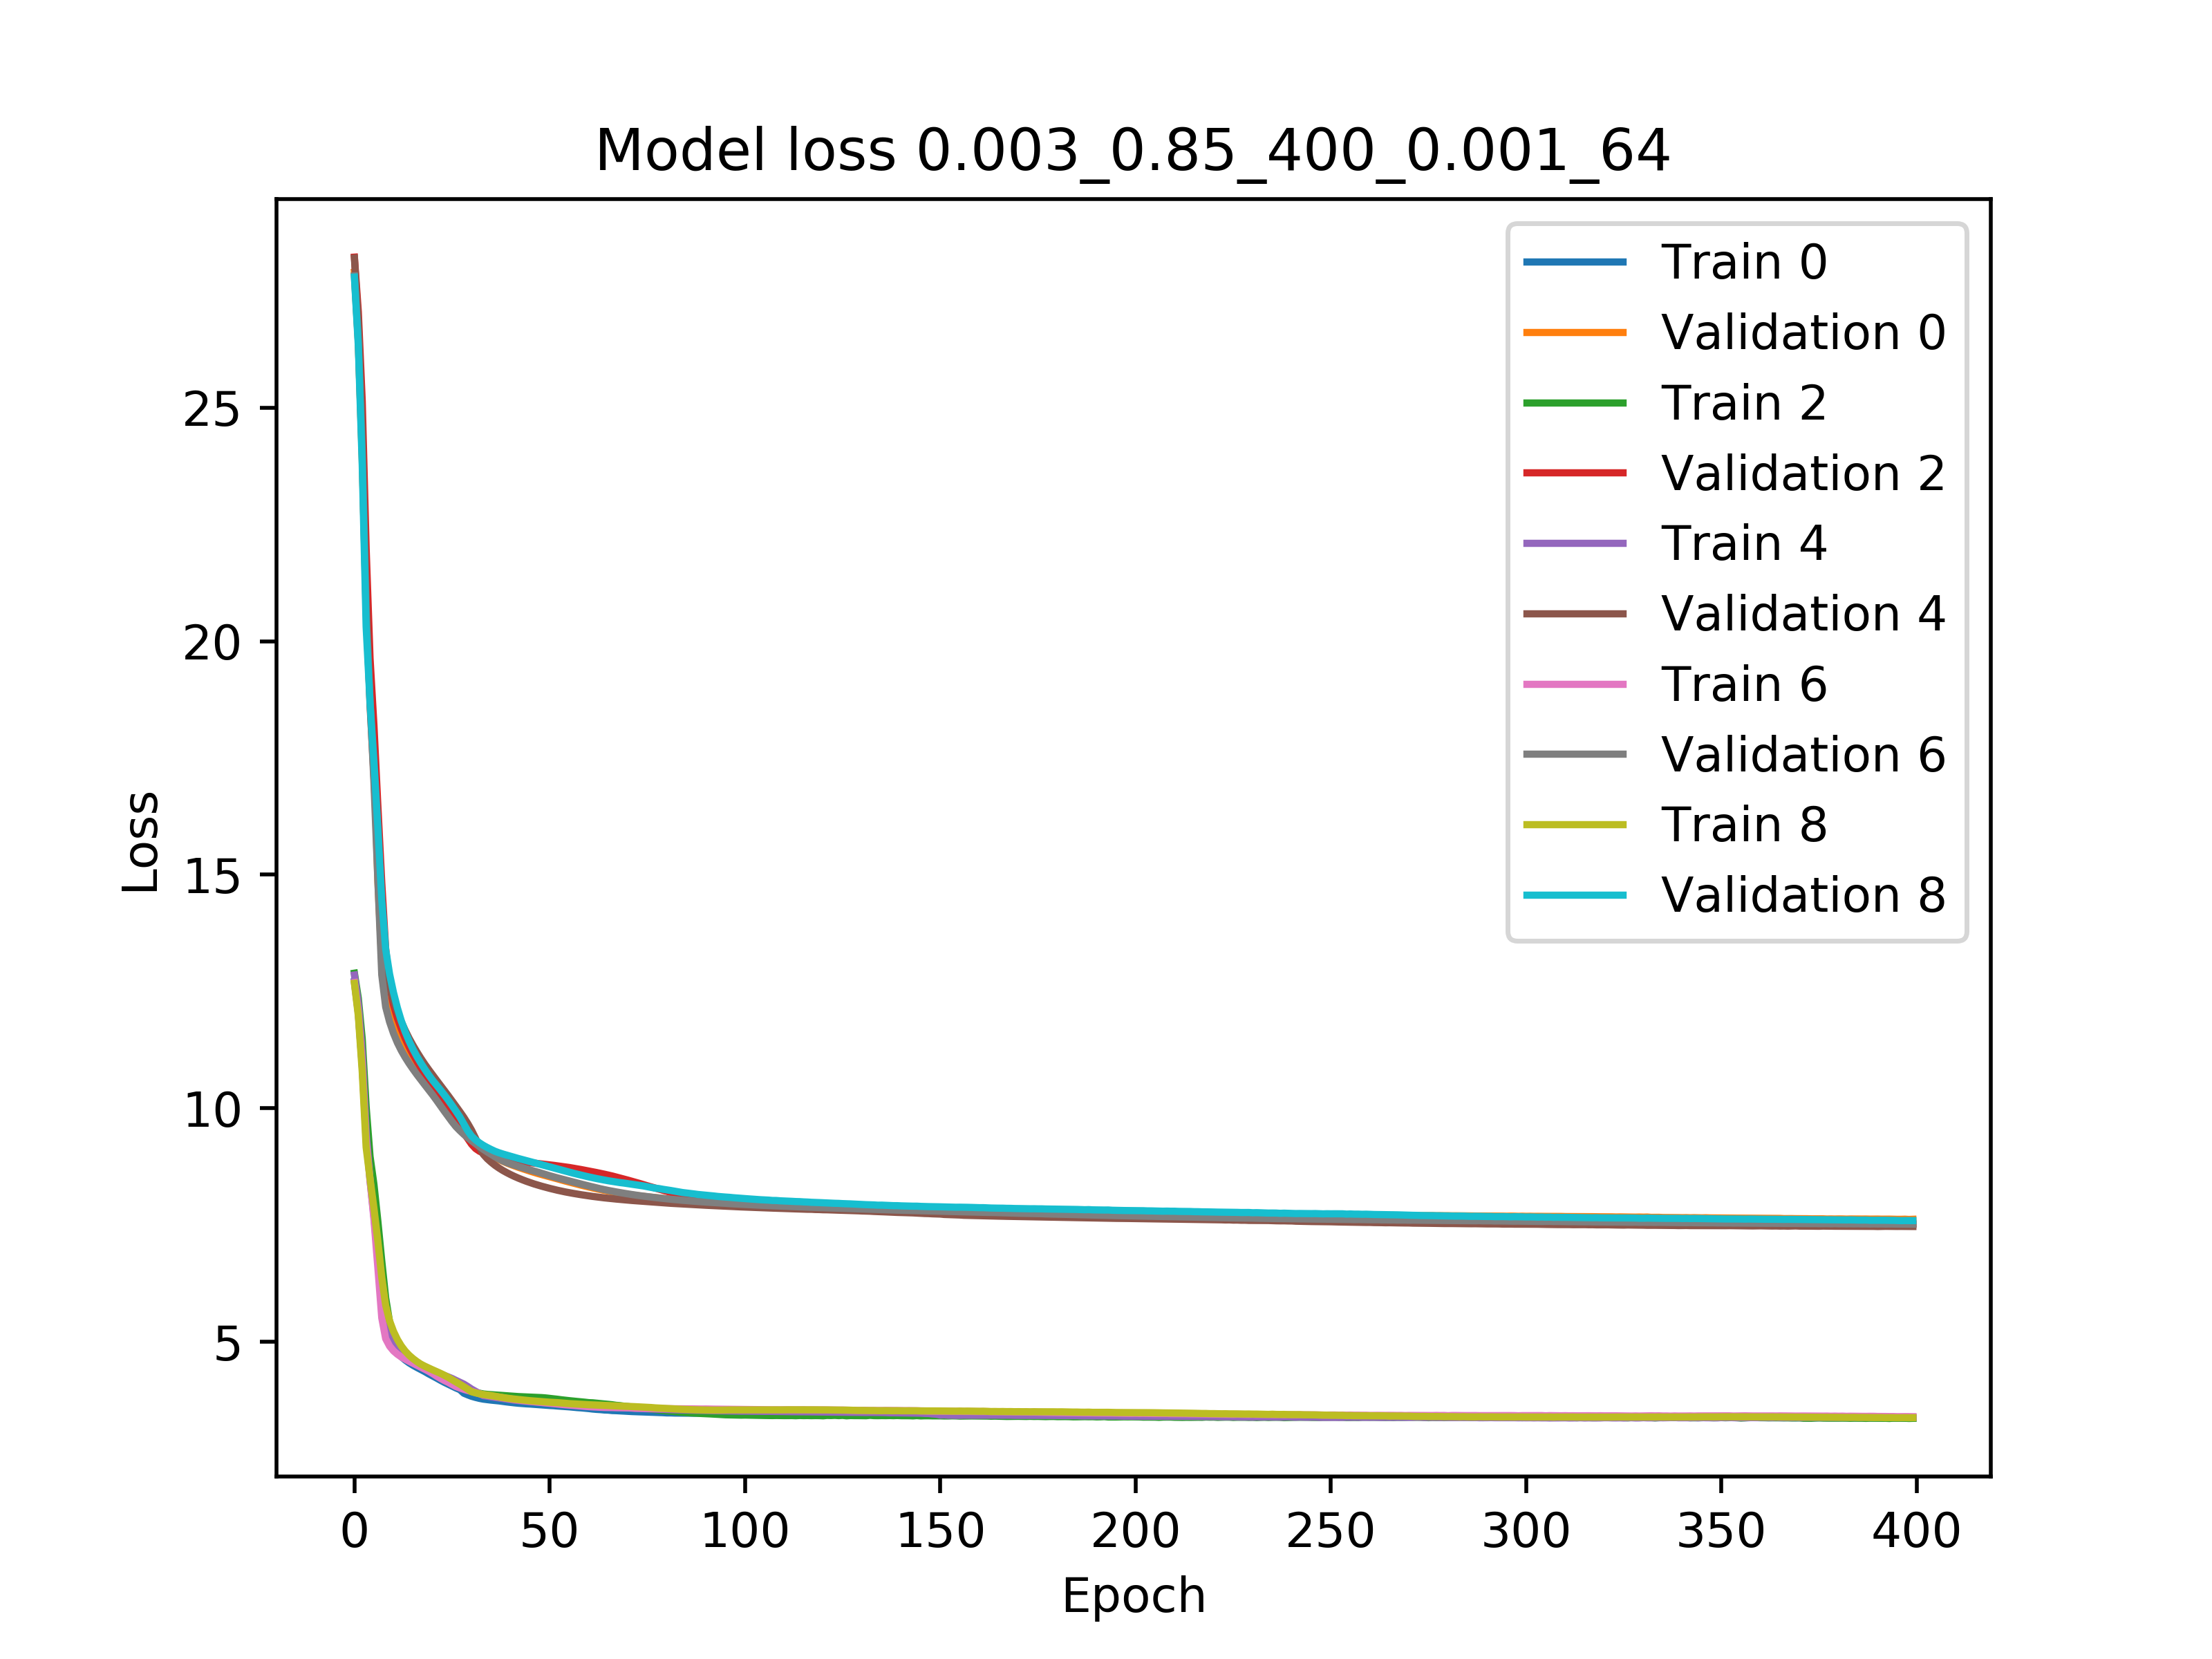 Model loss 0.003_0.85_400_0.001_64
Train 0
Validation 0
Train 2
Validation 2
Train 4
Validation 4
Train 6
Validation 6
Train 8
Validation 8
25
20
15
10
5
Loss
0 50 100 150 200 250 300 350 400
Epoch